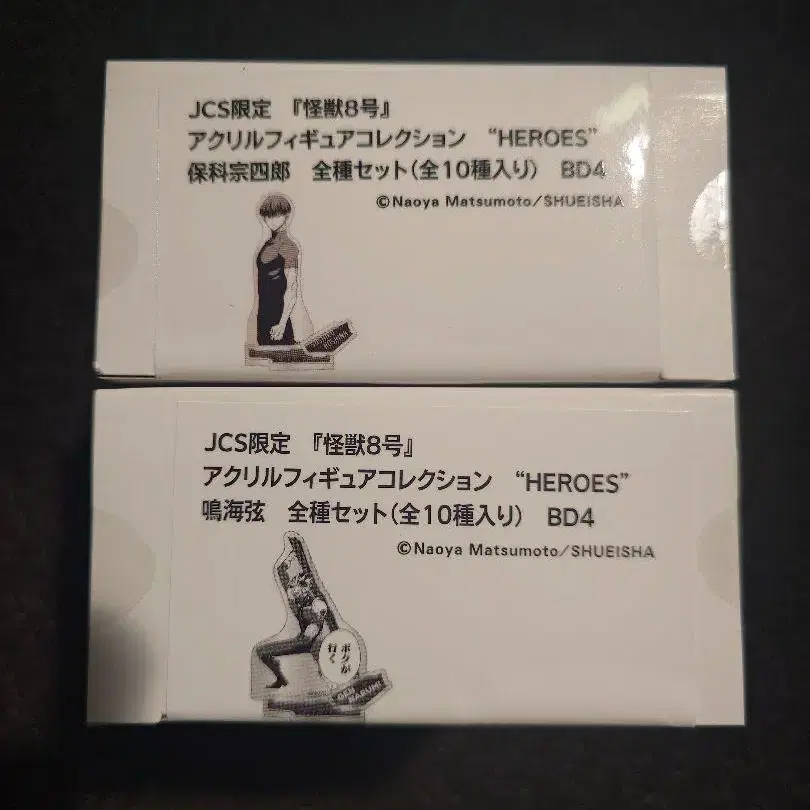 JCS限定 『怪獣8号』
アクリルフィギュアコレクション “HEROES”
保科宗四郎 全種セット(全10種入り) BD4
©Naoya Matsumoto/SHUEISHA
JCS限定 『怪獣8号』
アクリルフィギュアコレクション “HEROES”
鳴海弦 全種セット(全10種入り) BD4
©Naoya Matsumoto/SHUEISHA
ボクが
行く
GEN
NARUMI